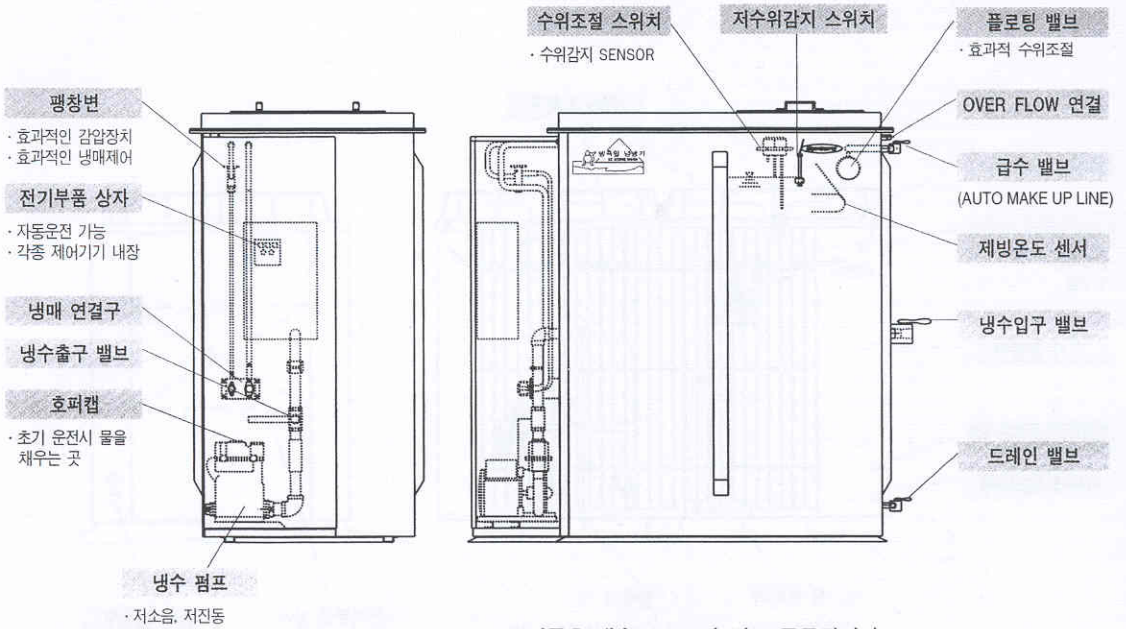 수위조절 스위치
· 수위감지 SENSOR
저수위감지 스위치
플로팅 밸브
· 효과적 수위조절
OVER FLOW 연결
급수 밸브
(AUTO MAKE UP LINE)
제빙온도 센서
냉수입구 밸브
드레인 밸브
팽창변
· 효과적인 감압장치
· 효과적인 냉매제어
전기부품 상자
· 자동운전 가능
· 각종 제어기기 내장
냉매 연결구
냉수출구 밸브
호퍼캡
· 초기 운전시 물을
채우는 곳
냉수 펌프
· 저소음, 저진동